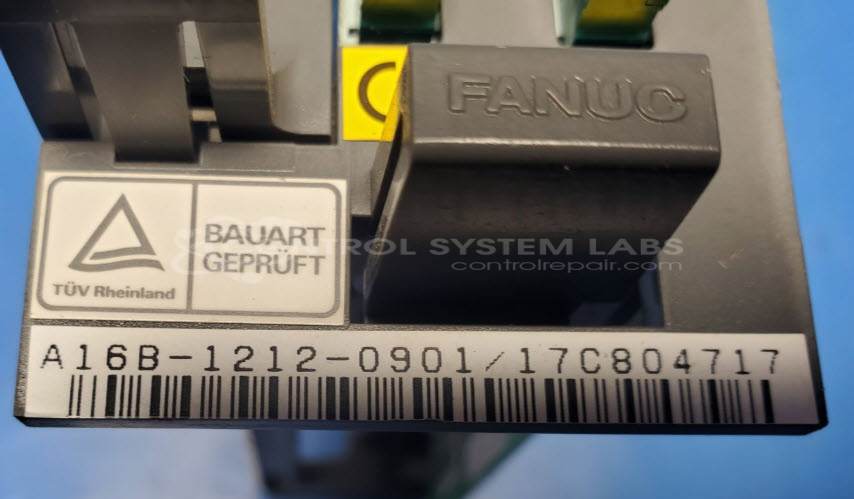 C
FANUC
BAUART
GEPRÜFT
TÜV Rheinland
CONTROL SYSTEM LABS
controlrepair.com
A16B-1212-0901/17C804717